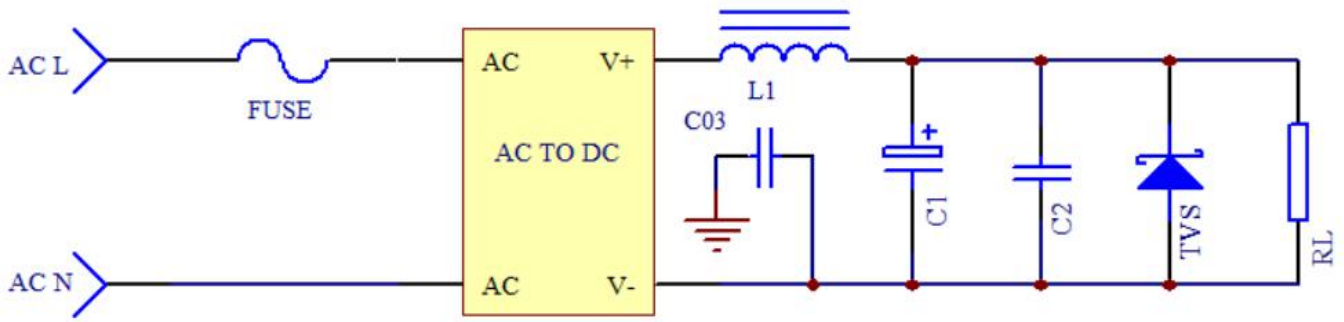 AC L
FUSE
AC
V+
AC TO DC
AC
V-
AC N
L1
C03
+
C1
C2
TVS
RL